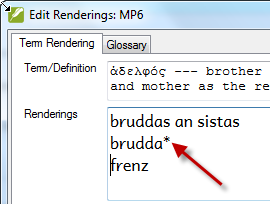 Edit Renderings: MP6
Term Rendering
Glossary
Term/Definition
ἀδελφός --- brother
and mother as the re
Renderings
bruddas an sistas
brudda*
frenz